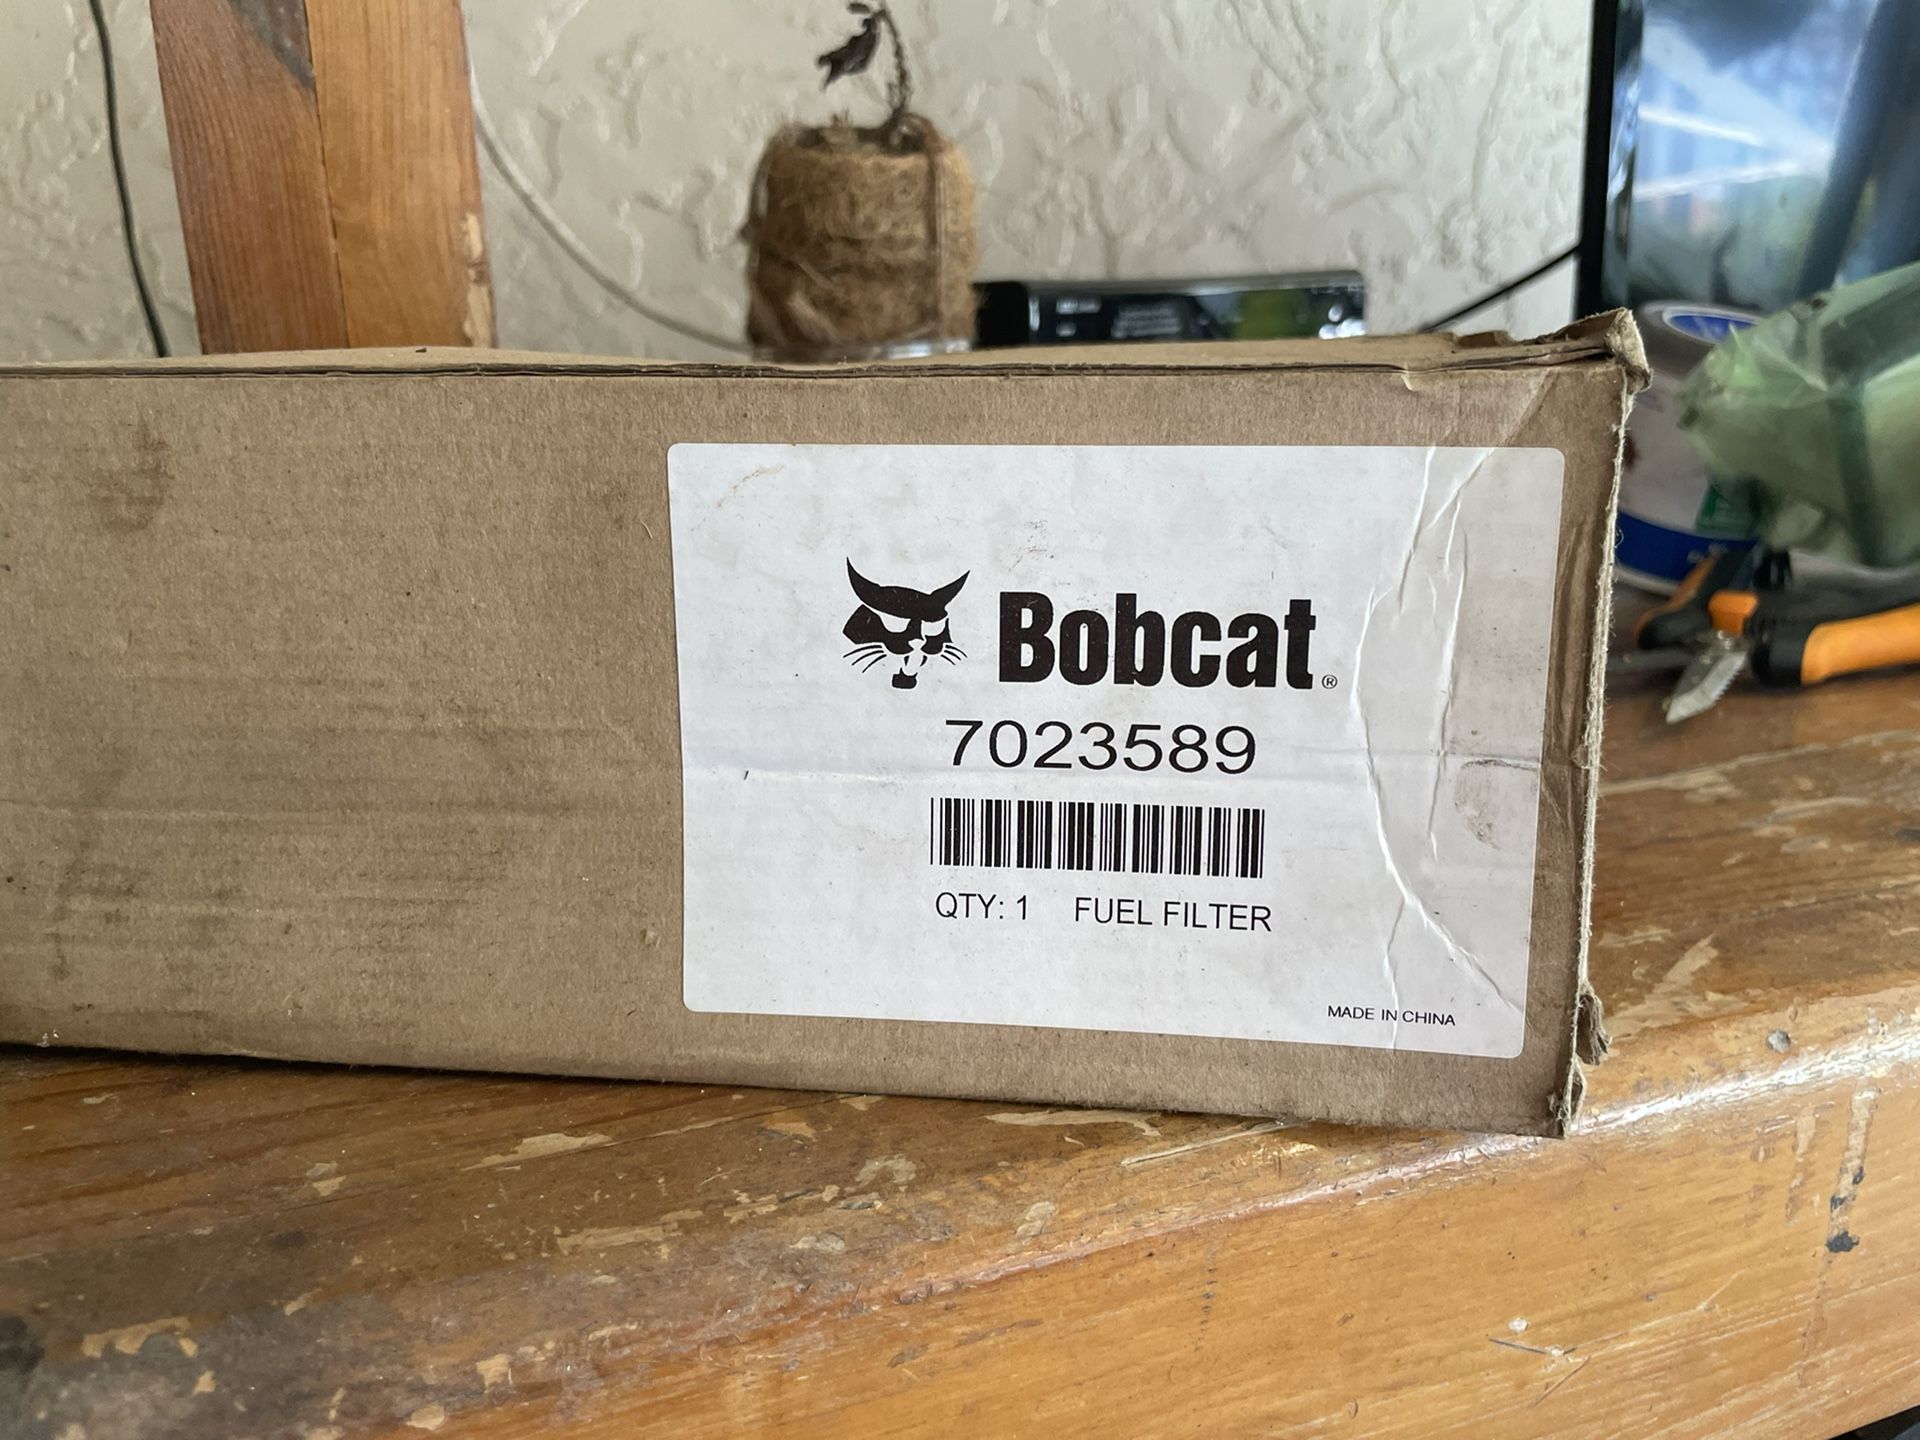 Bobcat®
7023589
QTY: 1 FUEL FILTER
MADE IN CHINA